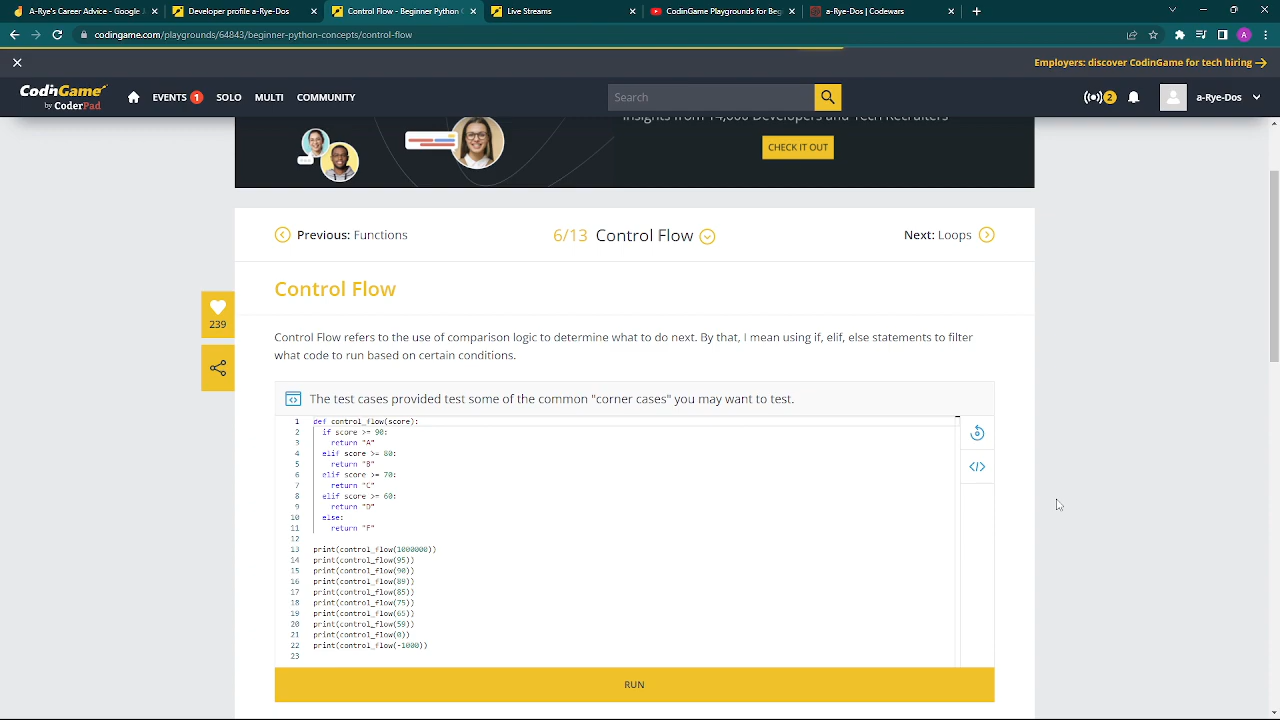 a-Rye's Career Advice - Google J
Developer profile a-Rye-Dos
Control Flow - Beginner Python C
Live Streams
CodinGame Playgrounds for Beg
a-Rye-Dos | Codewars
codingame.com/playgrounds/64843/beginner-python-concepts/control-flow
A
Employers: discover CodinGame for tech hiring
CodinGame
by CoderPad
EVENTS 1 SOLO MULTI COMMUNITY
Search
2
a-Rye-Dos
Insights from 14,000 Developers and Tech Recruiters
CHECK IT OUT
Previous: Functions
6/13 Control Flow
Next: Loops
Control Flow
239
Control Flow refers to the use of comparison logic to determine what to do next. By that, I mean using if, elif, else statements to filter
what code to run based on certain conditions.
The test cases provided test some of the common "corner cases" you may want to test.
1 def control_flow(score):
2 if score >= 90:
3 return "A"
4 elif score >= 80:
5 return "B"
6 elif score >= 70:
7 return "C"
8 elif score >= 60:
9 return "D"
10 else:
11 return "F"
12
13 print(control_flow(1000000))
14 print(control_flow(95))
15 print(control_flow(90))
16 print(control_flow(89))
17 print(control_flow(85))
18 print(control_flow(75))
19 print(control_flow(65))
20 print(control_flow(59))
21 print(control_flow(0))
22 print(control_flow(-1000))
23
RUN